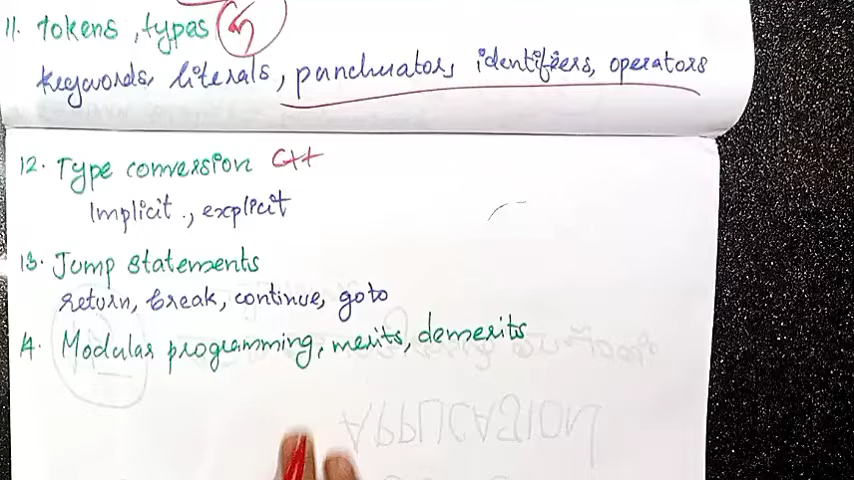 11. Tokens, types
keywords, literals, punctuators, identifiers, operators
12. Type conversion C++
Implicit, explicit
13. Jump statements
return, break, continue, goto
14. Modular programming, merits, demerits
APPLICATION